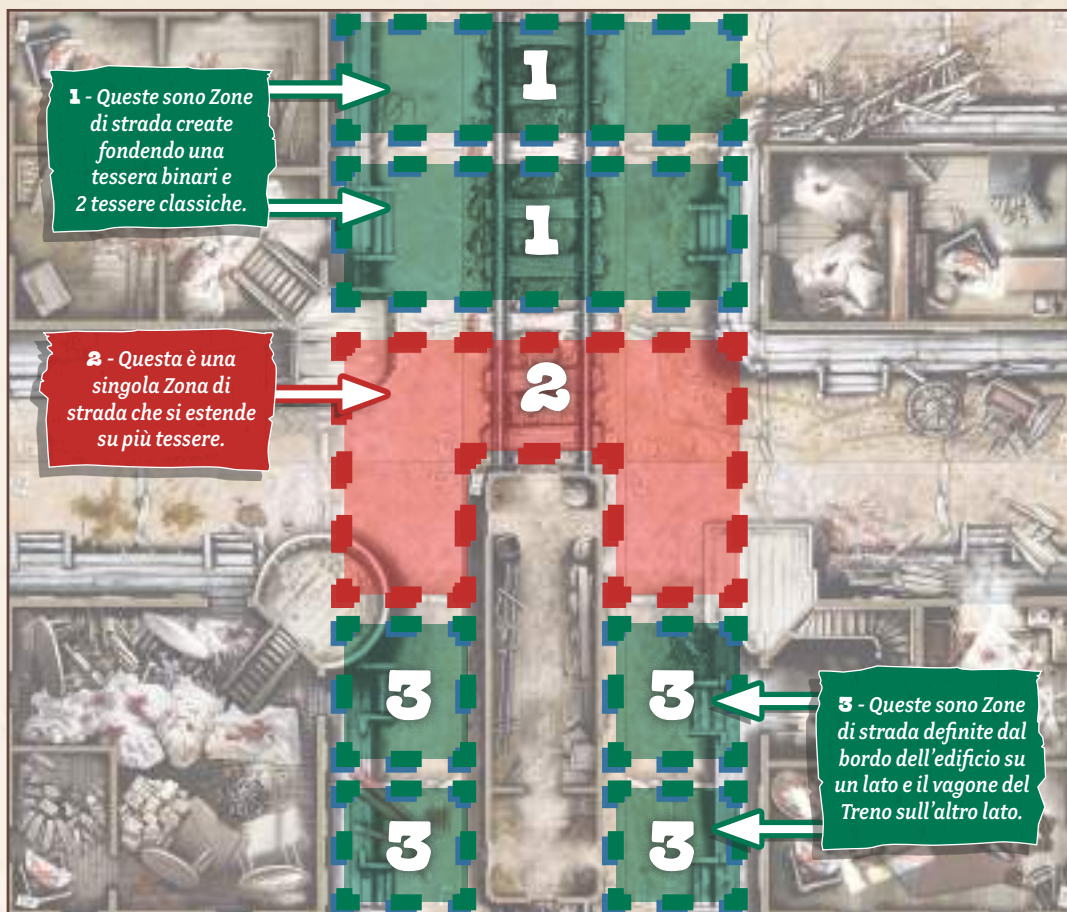 1
1 - Queste sono Zone
di strada create
fondendo una
tessera binari e
2 tessere classiche.
1
2 - Questa è una
singola Zona di
strada che si estende
su più tessere.
2
3
3
3 - Queste sono Zone
di strada definite dal
bordo dell'edificio su
un lato e il vagone del
Treno sull'altro lato.
3
3